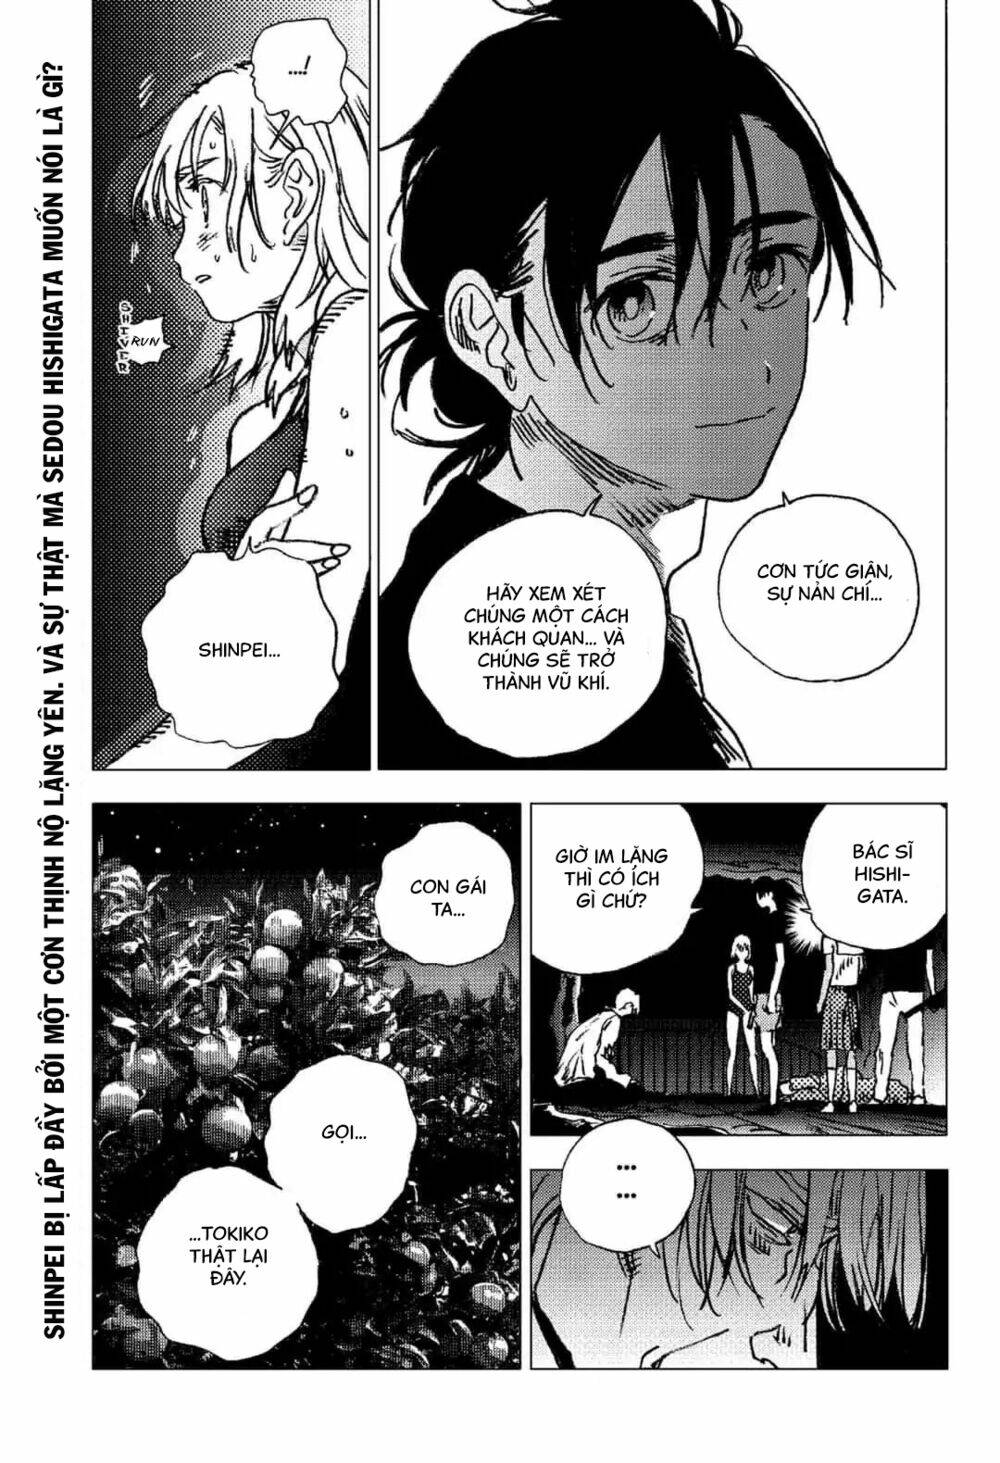 SHINPEI BỊ LẤP ĐẦY BỞI MỘT CƠN THỊNH NỘ LẶNG YÊN. VÀ SỰ THẬT MÀ SEDOU HISHIGATA MUỐN NÓI LÀ GÌ?
CƠN TỨC GIẬN,
SỰ NẢN CHÍ...
HÃY XEM XÉT
CHÚNG MỘT CÁCH
KHÁCH QUAN... VÀ
CHÚNG SẼ TRỞ
THÀNH VŨ KHÍ.
....!
SHIVER
RUN
SHINPEI...
BÁC SĨ
HISHI-
GATA.
GIỜ IM LẶNG
THÌ CÓ ÍCH
GÌ CHỨ?
...
...
CON GÁI
TA...
GỌI...
...TOKIKO
THẬT LẠI
ĐÂY.